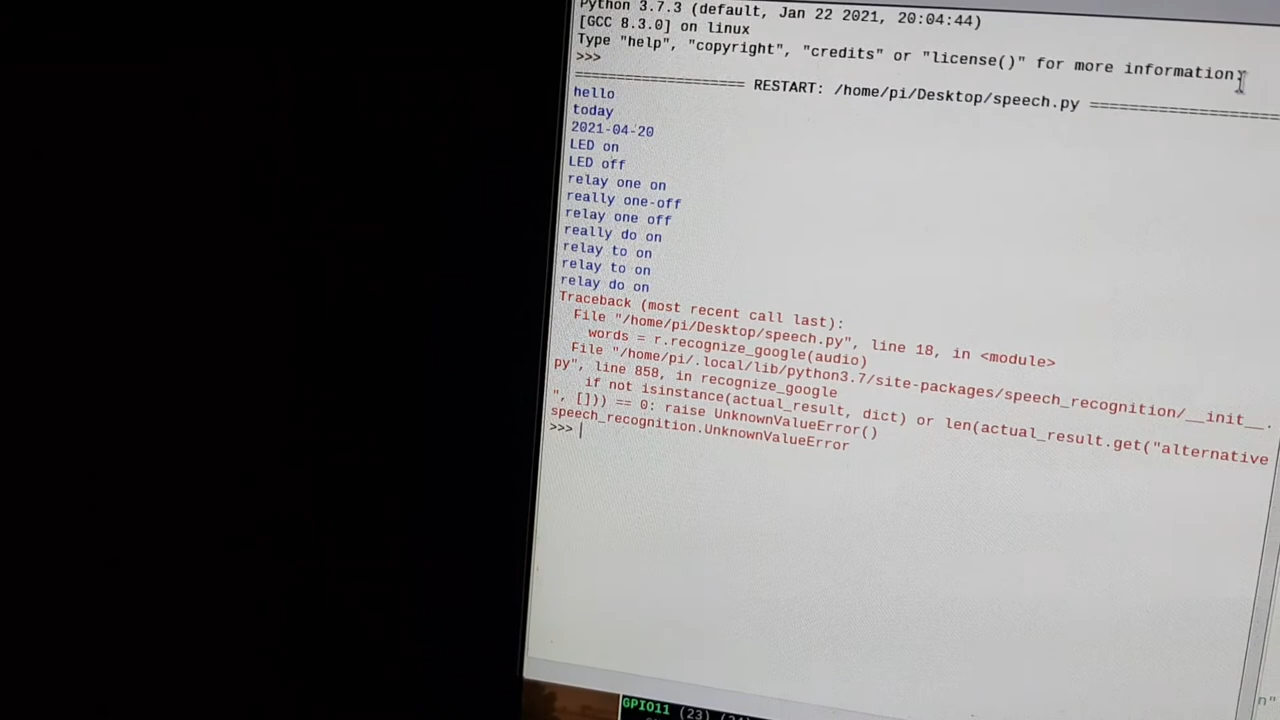 Python 3.7.3 (default, Jan 22 2021, 20:04:44)
[GCC 8.3.0] on linux
Type "help", "copyright", "credits" or "license()" for more information.
>>>
==================== RESTART: /home/pi/Desktop/speech.py ====================
hello
today
2021-04-20
LED on
LED off
relay one on
really one-off
relay one off
really do on
relay to on
relay to on
relay do on
Traceback (most recent call last):
File "/home/pi/Desktop/speech.py", line 18, in <module>
words = r.recognize_google(audio)
File "/home/pi/.local/lib/python3.7/site-packages/speech_recognition/__init__.
py", line 858, in recognize_google
if not isinstance(actual_result, dict) or len(actual_result.get("alternative
", [])) == 0: raise UnknownValueError()
speech_recognition.UnknownValueError
>>>
GPIO11 (23)
n"